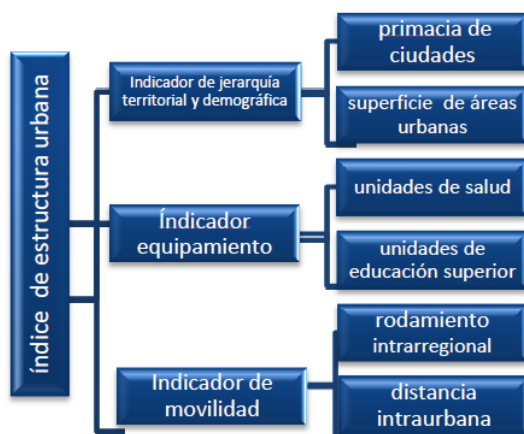 índice de estructura urbana
Indicador de jerarquía
territorial y demográfica
primacia de
ciudades
superficie de áreas
urbanas
Índicador
equipamiento
unidades de salud
unidades de
educación superior
Indicador de
movilidad
rodamiento
intrarregional
distancia
intraurbana